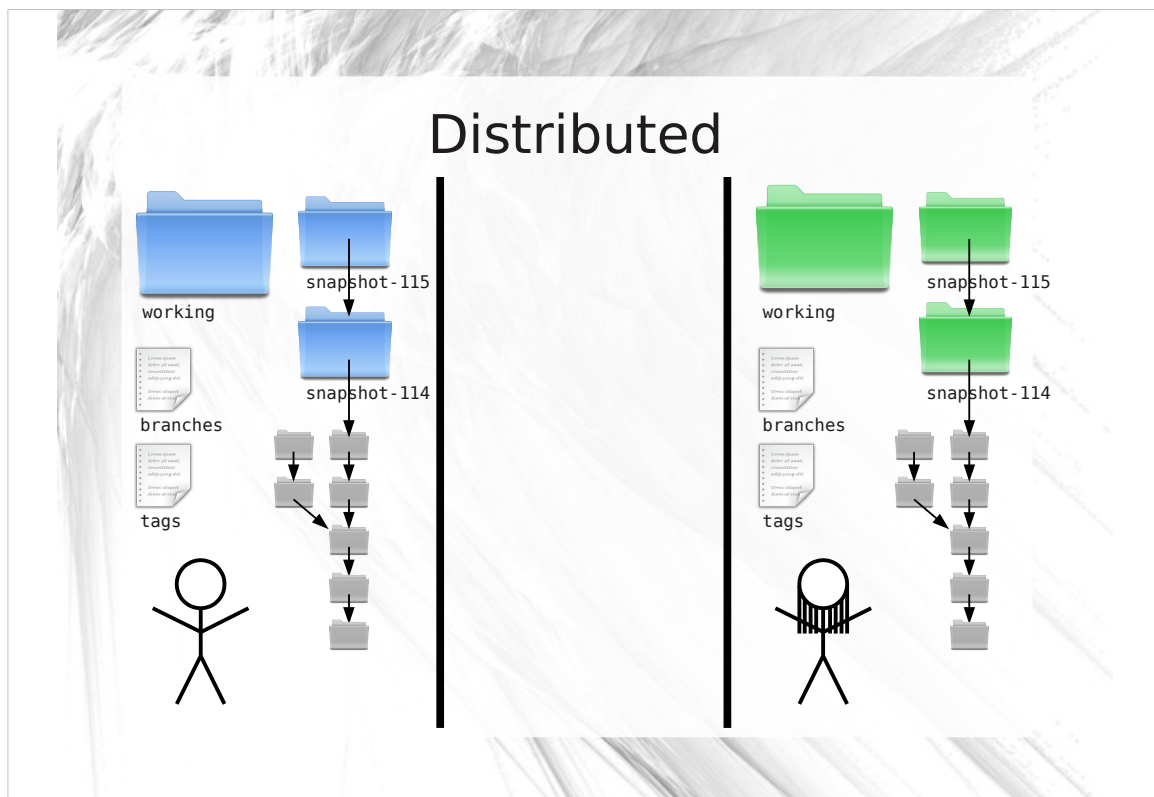 Distributed
snapshot-115
working
snapshot-114
branches
tags
snapshot-115
working
snapshot-114
branches
tags